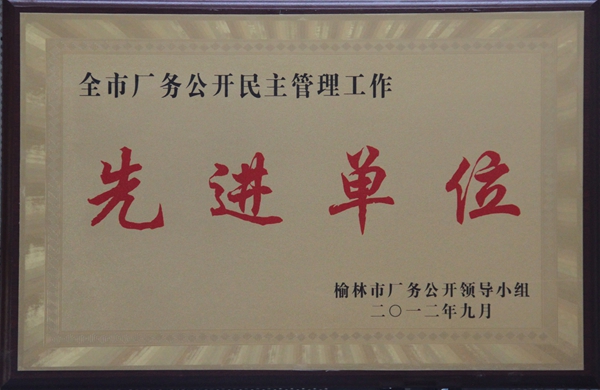 全市厂务公开民主管理工作
先进单位
榆林市厂务公开领导小组
二〇一二年九月